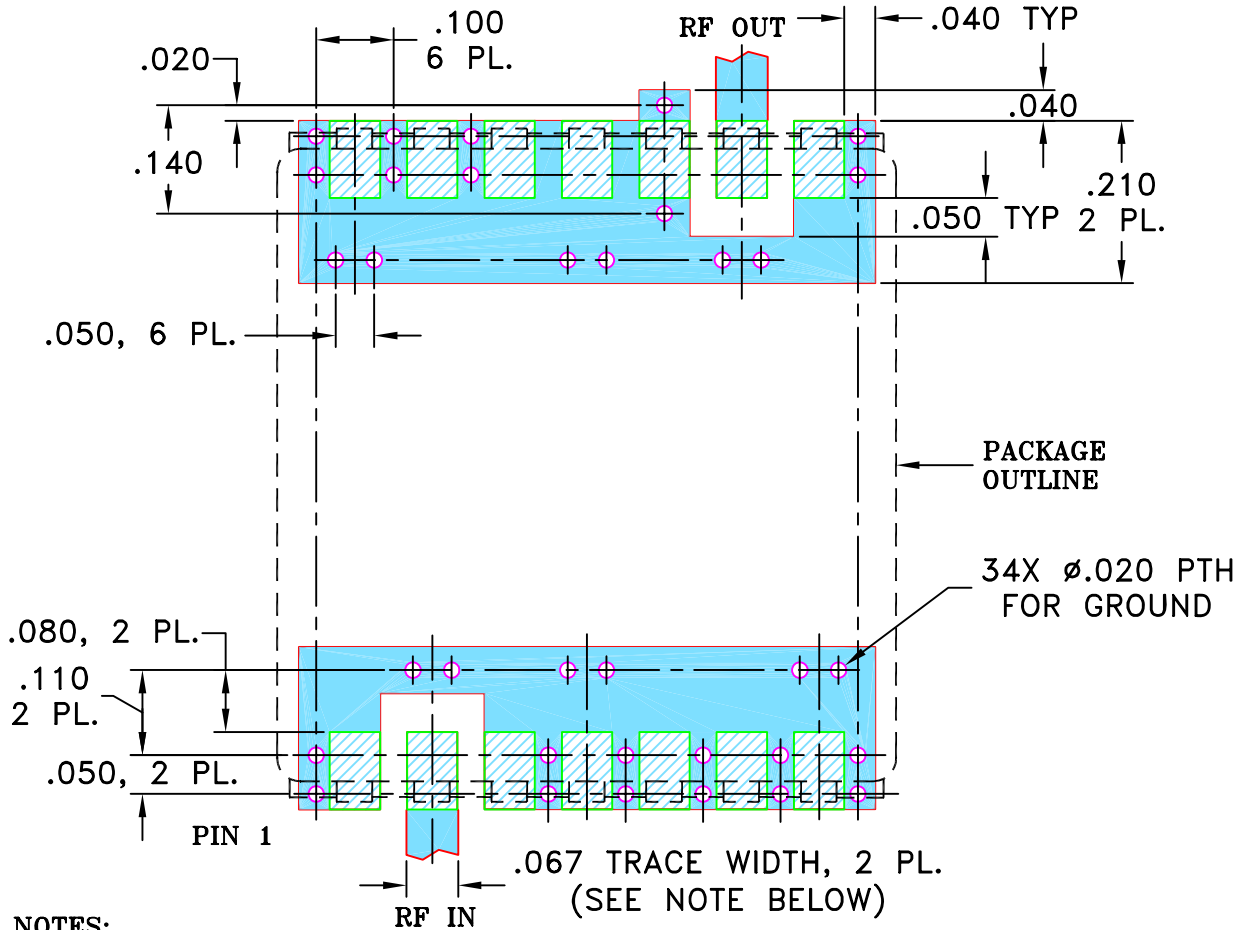 .100
6 PL.
RF OUT
.040 TYP
.020
.040
.140
.210
2 PL.
.050 TYP
.050, 6 PL.
PACKAGE
OUTLINE
34X ø.020 PTH
FOR GROUND
.080, 2 PL.
.110
2 PL.
.050, 2 PL.
PIN 1
.067 TRACE WIDTH, 2 PL.
(SEE NOTE BELOW)
RF IN
NOTES: